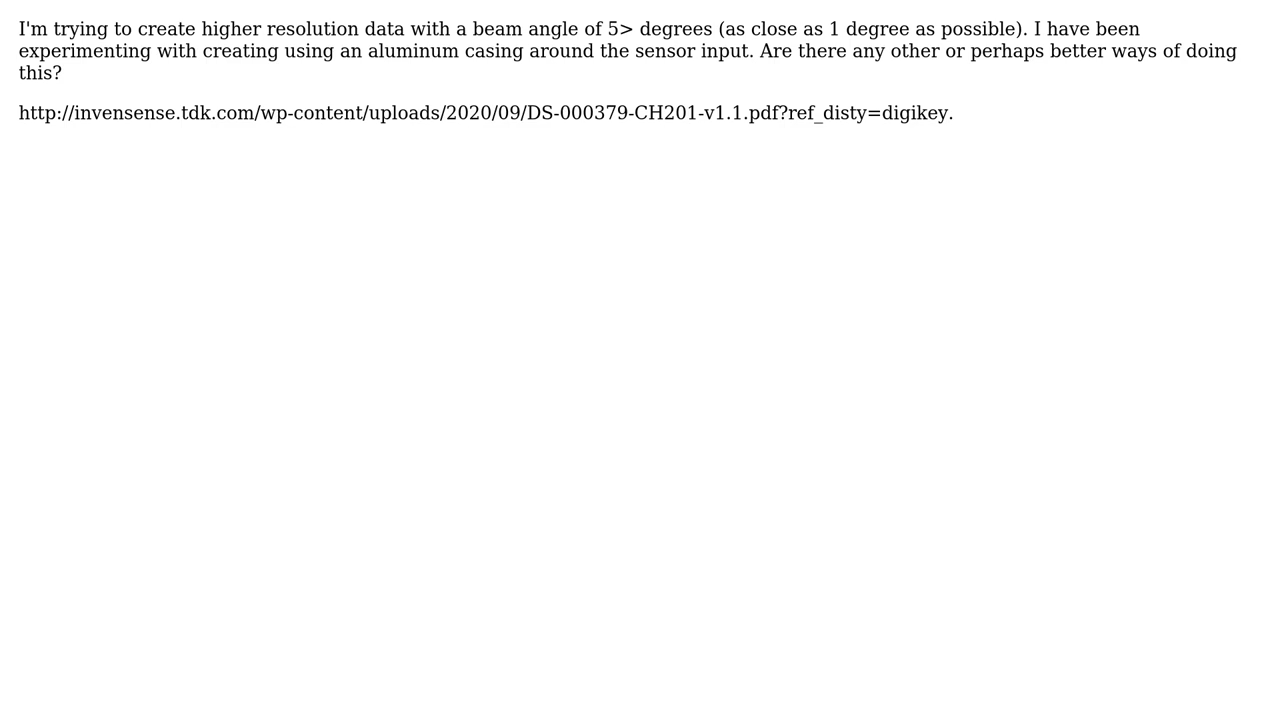 I'm trying to create higher resolution data with a beam angle of 5> degrees (as close as 1 degree as possible). I have been
experimenting with creating using an aluminum casing around the sensor input. Are there any other or perhaps better ways of doing
this?
http://invensense.tdk.com/wp-content/uploads/2020/09/DS-000379-CH201-v1.1.pdf?ref_disty=digikey.